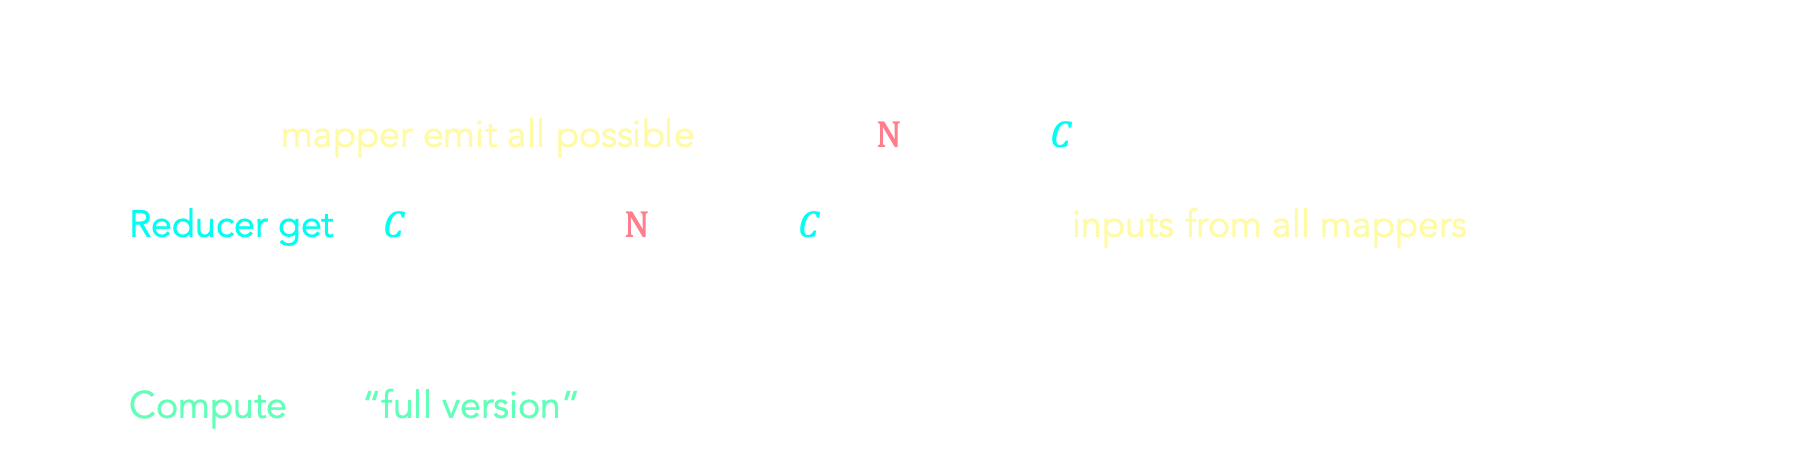 mapper emit all possible N C
Reducer get C N C inputs from all mappers
Compute “full version”